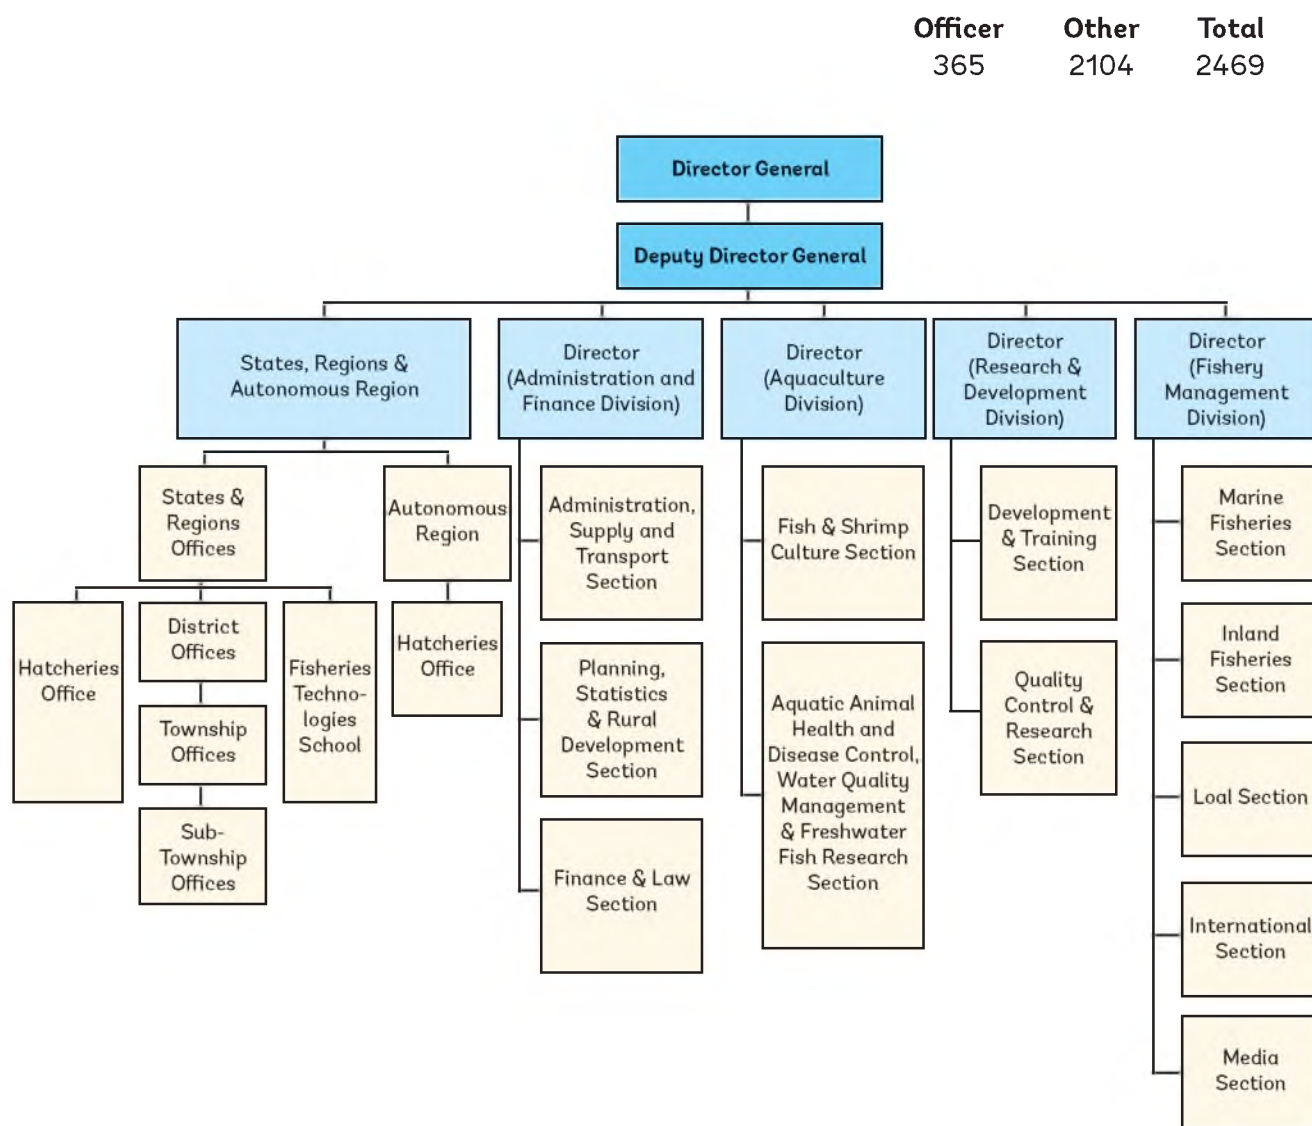 Officer Other Total
365 2104 2469
Director General
Deputy Director General
States, Regions &
Autonomous Region
Director
(Administration and
Finance Division)
Director
(Aquaculture
Division)
Director
(Research &
Development
Division)
Director
(Fishery
Management
Division)
States &
Regions
Offices
Autonomous
Region
Hatcheries
Office
District
Offices
Township
Offices
Sub-
Township
Offices
Fisheries
Techno-
logies
School
Hatcheries
Office
Administration,
Supply and
Transport
Section
Planning,
Statistics
& Rural
Development
Section
Finance & Law
Section
Fish & Shrimp
Culture Section
Aquatic Animal
Health and
Disease Control,
Water Quality
Management
& Freshwater
Fish Research
Section
Development
& Training
Section
Quality
Control &
Research
Section
Marine
Fisheries
Section
Inland
Fisheries
Section
Loal Section
International
Section
Media
Section